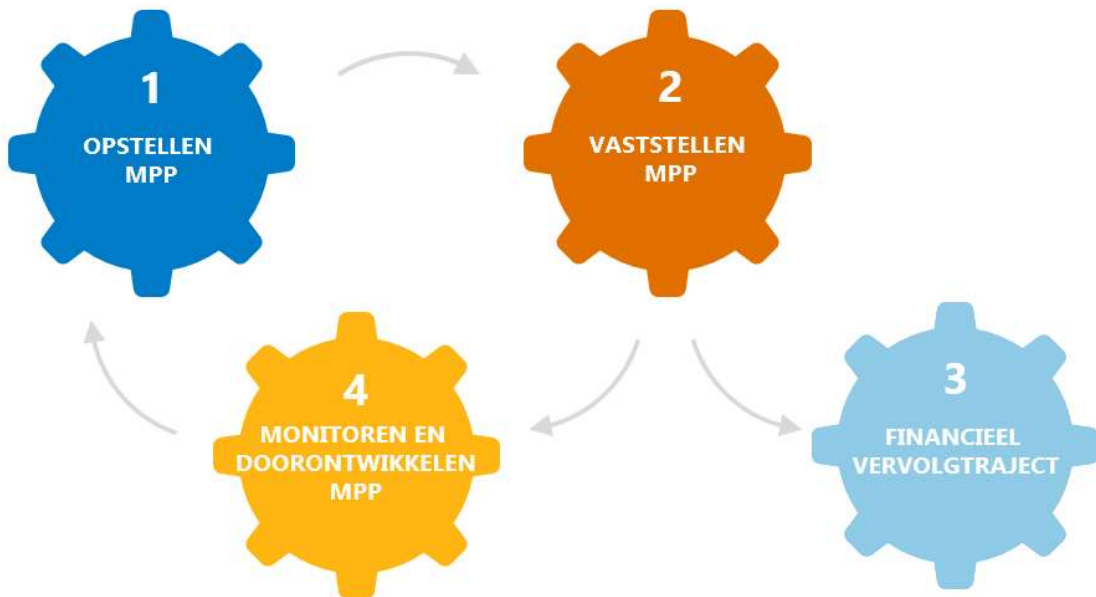 1
OPSTELLEN
MPP
2
VASTSTELLEN
MPP
3
FINANCIEEL
VERVOLGTRAJECT
4
MONITOREN EN
DOORONTWIKKELEN
MPP